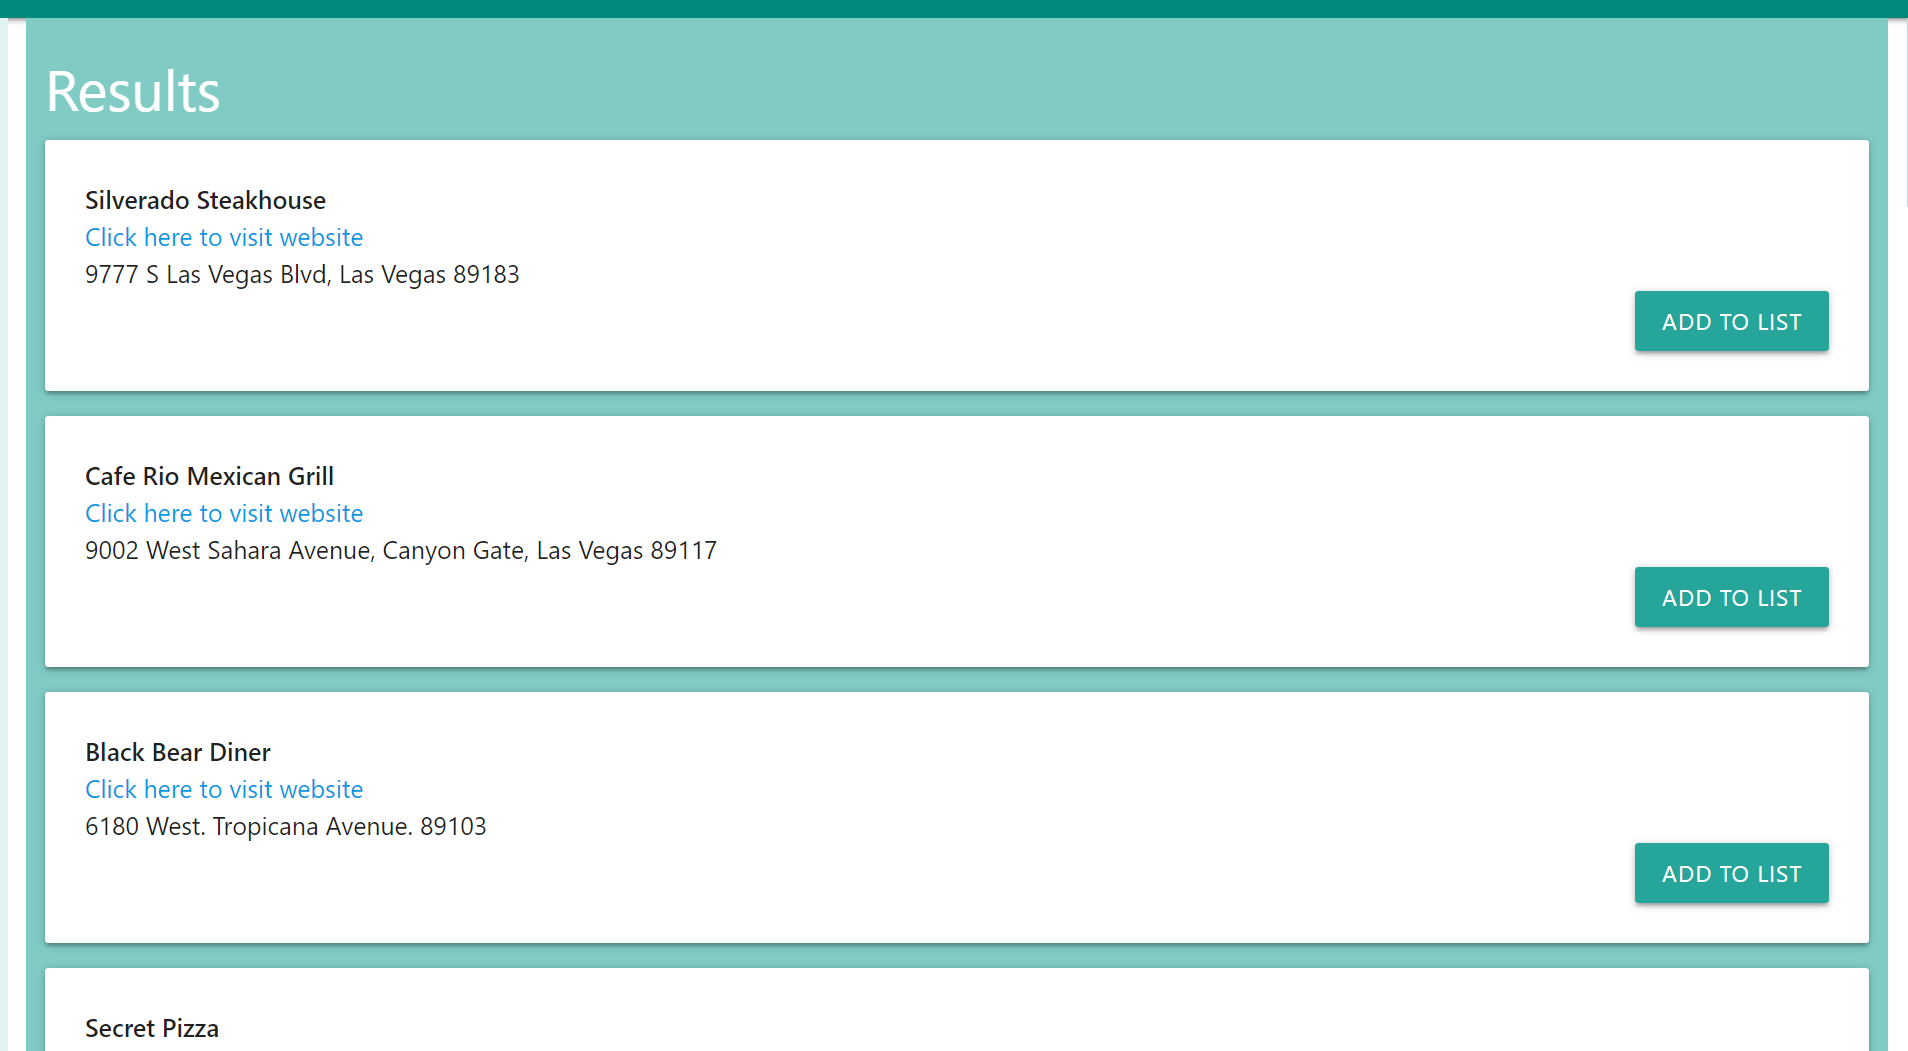 Results
Silverado Steakhouse
Click here to visit website
9777 S Las Vegas Blvd, Las Vegas 89183
ADD TO LIST
Cafe Rio Mexican Grill
Click here to visit website
9002 West Sahara Avenue, Canyon Gate, Las Vegas 89117
ADD TO LIST
Black Bear Diner
Click here to visit website
6180 West. Tropicana Avenue. 89103
ADD TO LIST
Secret Pizza